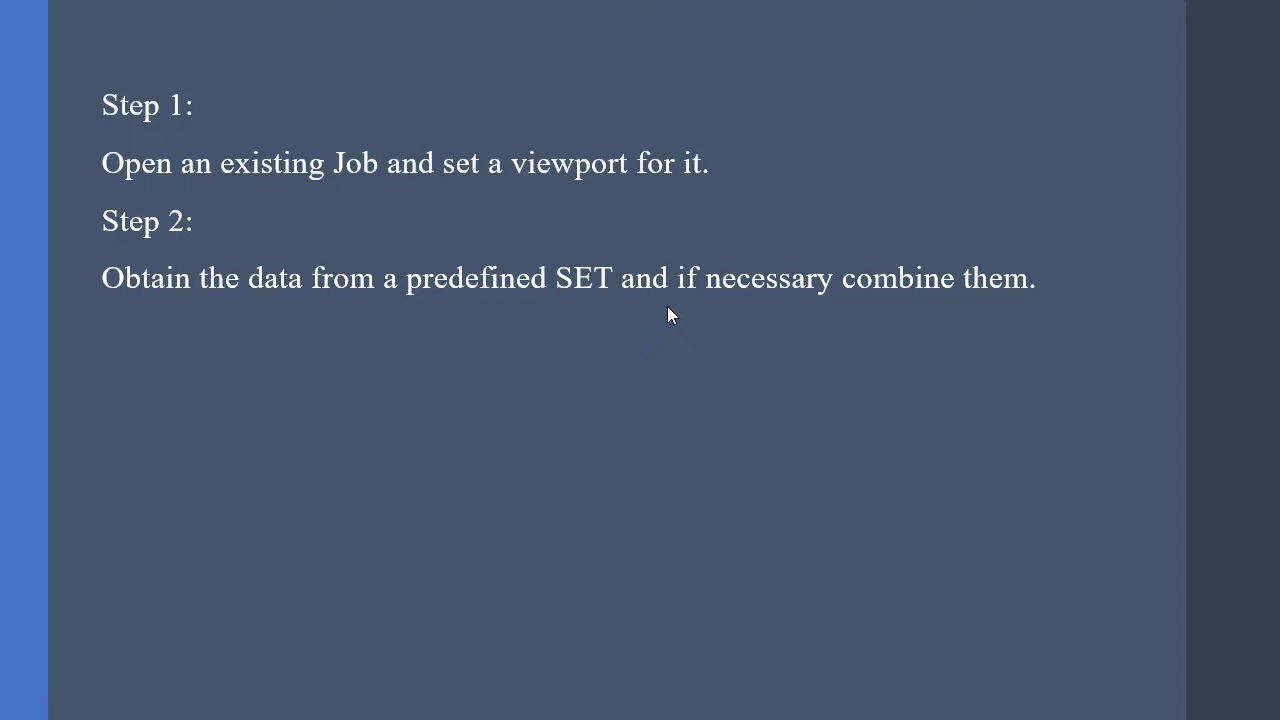 Step 1:
Open an existing Job and set a viewport for it.
Step 2:
Obtain the data from a predefined SET and if necessary combine them.